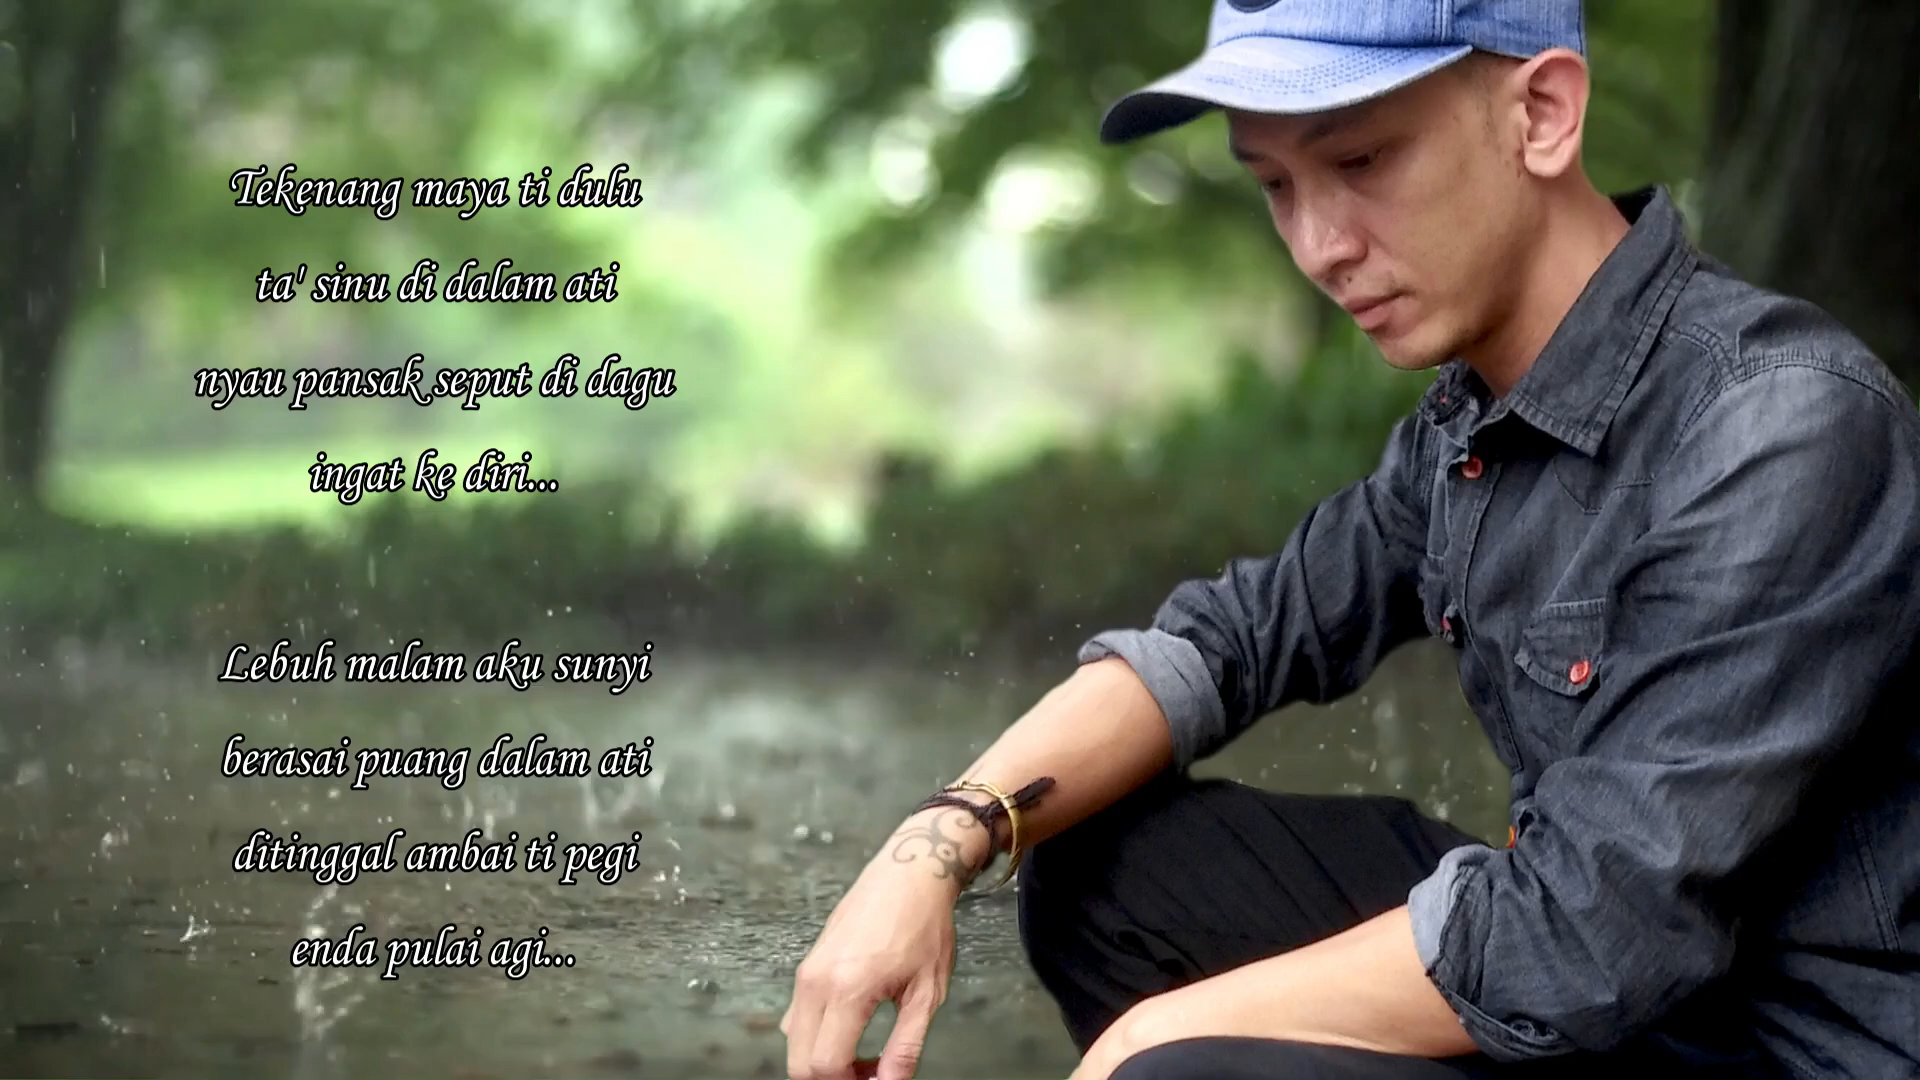 Tekenang maya ti dulu
ta' sinu di dalam ati
nyau pansak seput di dagu
ingat ke diri...
Lebuh malam aku sunyi
berasai puang dalam ati
ditinggal ambai ti pegi
enda pulai agi...